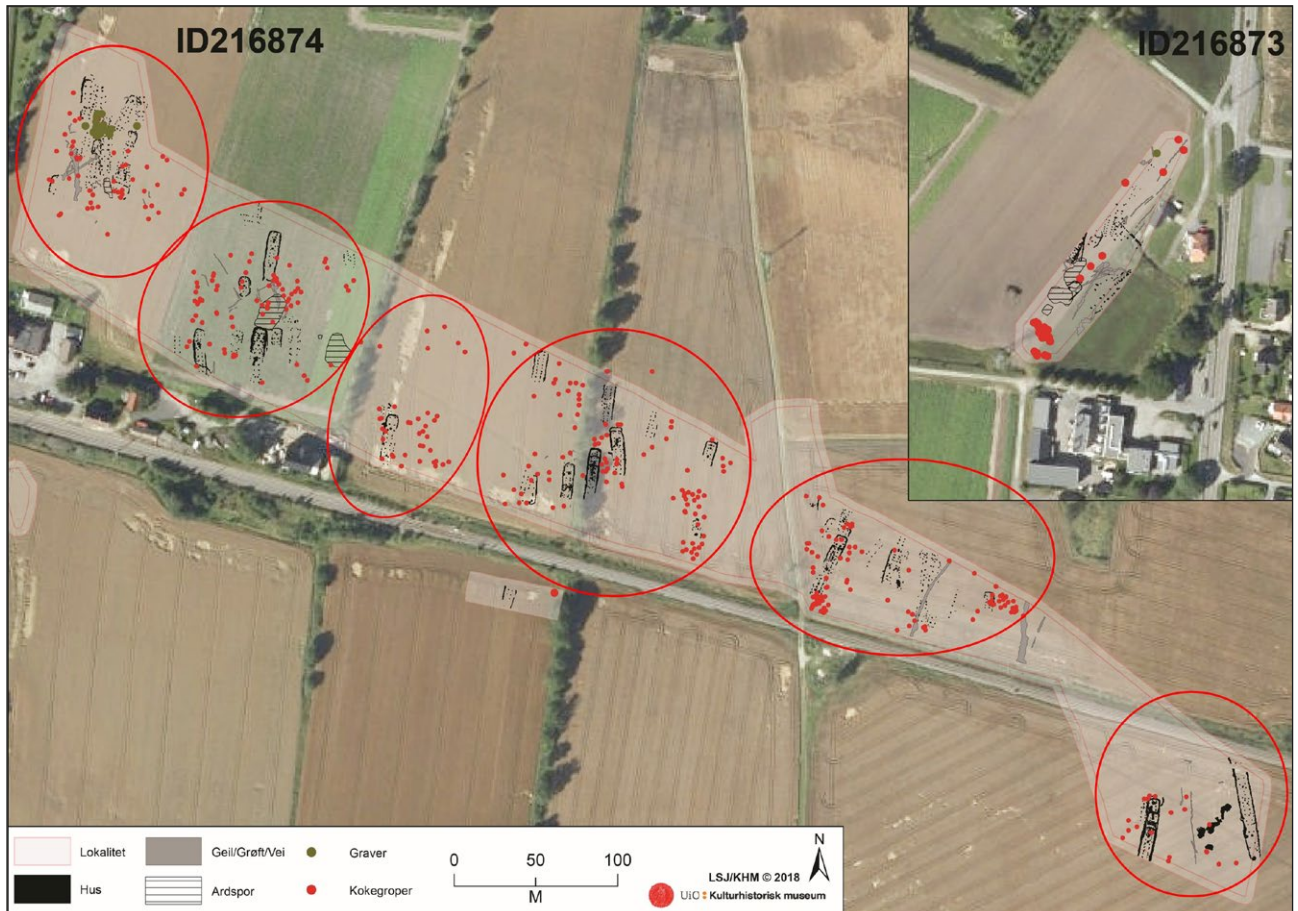 ID216874
ID216873
Lokalitet
Geil/Grøft/Vei
Graver
Hus
Ardspor
Kokegroper
0 50 100
M
N
LSJ/KHM © 2018
UiO Kulturhistorisk museum